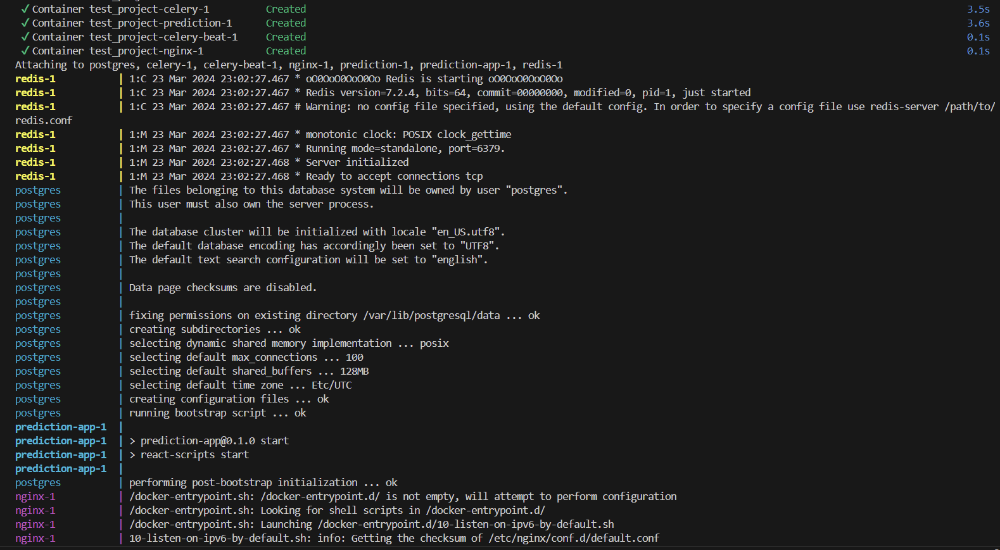 ✓ Container test_project-celery-1 Created 3.5s
✓ Container test_project-prediction-1 Created 3.6s
✓ Container test_project-celery-beat-1 Created 0.1s
✓ Container test_project-nginx-1 Created 0.1s
Attaching to postgres, celery-1, celery-beat-1, nginx-1, prediction-1, prediction-app-1, redis-1
redis-1 | 1:C 23 Mar 2024 23:02:27.467 * oO0OoO0OoO0Oo Redis is starting oO0OoO0OoO0Oo
redis-1 | 1:C 23 Mar 2024 23:02:27.467 * Redis version=7.2.4, bits=64, commit=00000000, modified=0, pid=1, just started
redis-1 | 1:C 23 Mar 2024 23:02:27.467 # Warning: no config file specified, using the default config. In order to specify a config file use redis-server /path/to/
redis.conf
redis-1 | 1:M 23 Mar 2024 23:02:27.467 * monotonic clock: POSIX clock_gettime
redis-1 | 1:M 23 Mar 2024 23:02:27.467 * Running mode=standalone, port=6379.
redis-1 | 1:M 23 Mar 2024 23:02:27.468 * Server initialized
redis-1 | 1:M 23 Mar 2024 23:02:27.468 * Ready to accept connections tcp
postgres | The files belonging to this database system will be owned by user "postgres".
postgres | This user must also own the server process.
postgres |
postgres | The database cluster will be initialized with locale "en_US.utf8".
postgres | The default database encoding has accordingly been set to "UTF8".
postgres | The default text search configuration will be set to "english".
postgres |
postgres | Data page checksums are disabled.
postgres |
postgres | fixing permissions on existing directory /var/lib/postgresql/data ... ok
postgres | creating subdirectories ... ok
postgres | selecting dynamic shared memory implementation ... posix
postgres | selecting default max_connections ... 100
postgres | selecting default shared_buffers ... 128MB
postgres | selecting default time zone ... Etc/UTC
postgres | creating configuration files ... ok
postgres | running bootstrap script ... ok
prediction-app-1 |
prediction-app-1 | > prediction-app@0.1.0 start
prediction-app-1 | > react-scripts start
prediction-app-1 |
postgres | performing post-bootstrap initialization ... ok
nginx-1 | /docker-entrypoint.sh: /docker-entrypoint.d/ is not empty, will attempt to perform configuration
nginx-1 | /docker-entrypoint.sh: Looking for shell scripts in /docker-entrypoint.d/
nginx-1 | /docker-entrypoint.sh: Launching /docker-entrypoint.d/10-listen-on-ipv6-by-default.sh
nginx-1 | 10-listen-on-ipv6-by-default.sh: info: Getting the checksum of /etc/nginx/conf.d/default.conf